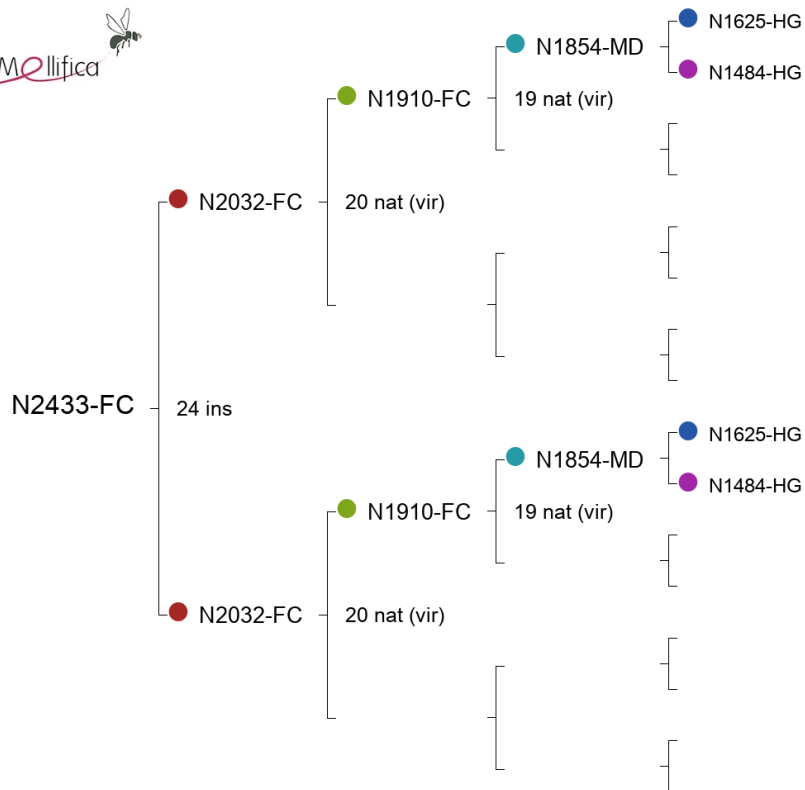 Mellifica
N1625-HG
N1854-MD
N1484-HG
N1910-FC
19 nat (vir)
N2032-FC
20 nat (vir)
N2433-FC
24 ins
N1625-HG
N1854-MD
N1484-HG
N1910-FC
19 nat (vir)
N2032-FC
20 nat (vir)